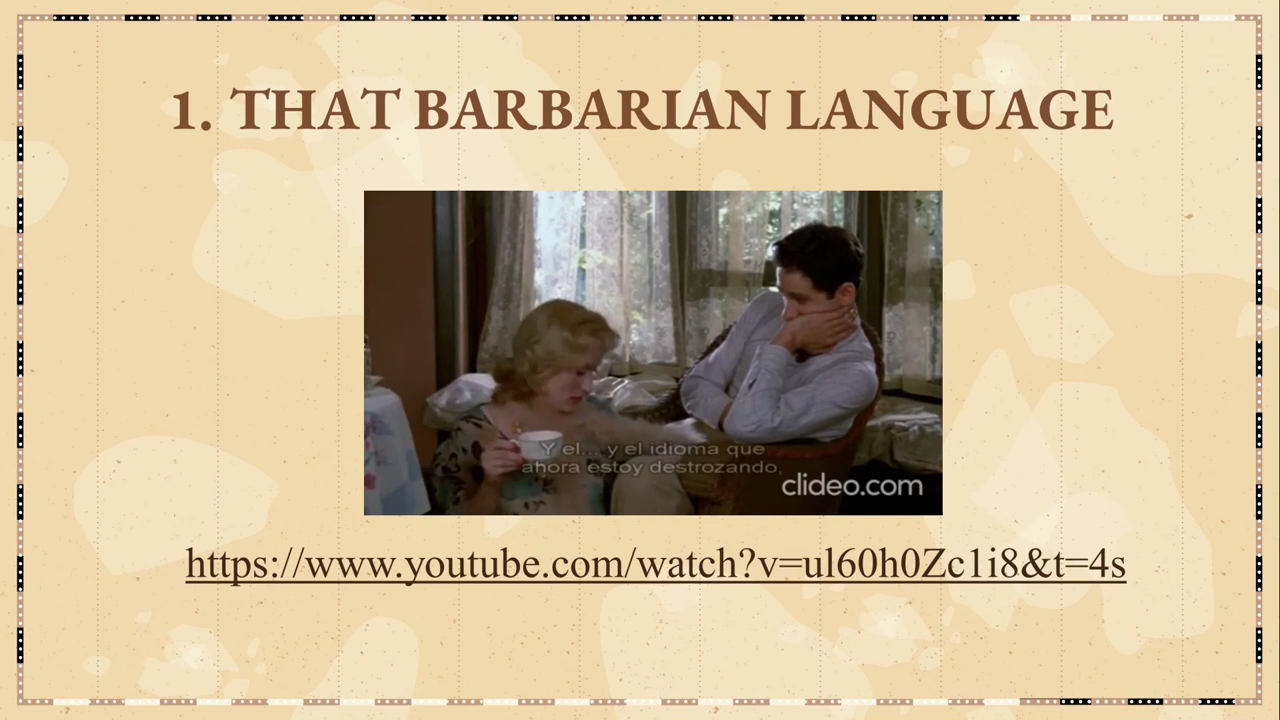 1. THAT BARBARIAN LANGUAGE
Y el... y el idioma que
ahora estoy destrozando,
clideo.com
https://www.youtube.com/watch?v=ul60h0Zc1i8&t=4s